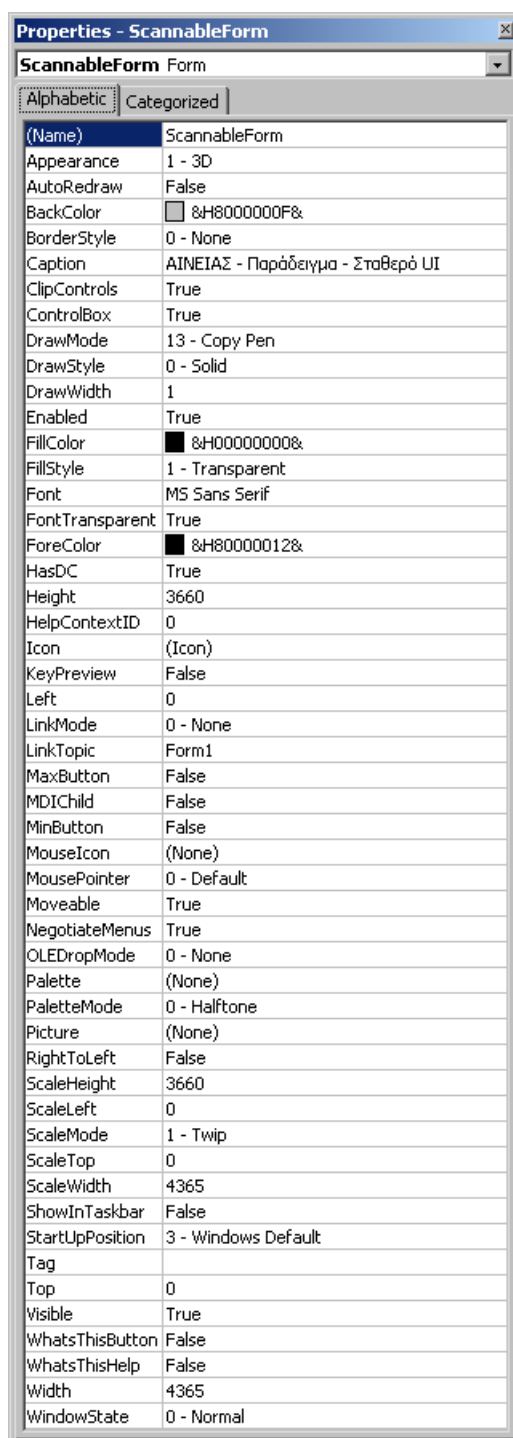 Properties - ScannableForm
ScannableForm Form
Alphabetic Categorized
(Name) ScannableForm
Appearance 1 - 3D
AutoRedraw False
BackColor &H8000000F&
BorderStyle 0 - None
Caption ΑΙΝΕΙΑΣ - Παράδειγμα - Σταθερό UI
ClipControls True
ControlBox True
DrawMode 13 - Copy Pen
DrawStyle 0 - Solid
DrawWidth 1
Enabled True
FillColor &H00000000&
FillStyle 1 - Transparent
Font MS Sans Serif
FontTransparent True
ForeColor &H80000012&
HasDC True
Height 3660
HelpContextID 0
Icon (Icon)
KeyPreview False
Left 0
LinkMode 0 - None
LinkTopic Form1
MaxButton False
MDIChild False
MinButton False
MouseIcon (None)
MousePointer 0 - Default
Moveable True
NegotiateMenus True
OLEDropMode 0 - None
Palette (None)
PaletteMode 0 - Halftone
Picture (None)
RightToLeft False
ScaleHeight 3660
ScaleLeft 0
ScaleMode 1 - Twip
ScaleTop 0
ScaleWidth 4365
ShowInTaskbar False
StartUpPosition 3 - Windows Default
Tag
Top 0
Visible True
WhatsThisButton False
WhatsThisHelp False
Width 4365
WindowState 0 - Normal